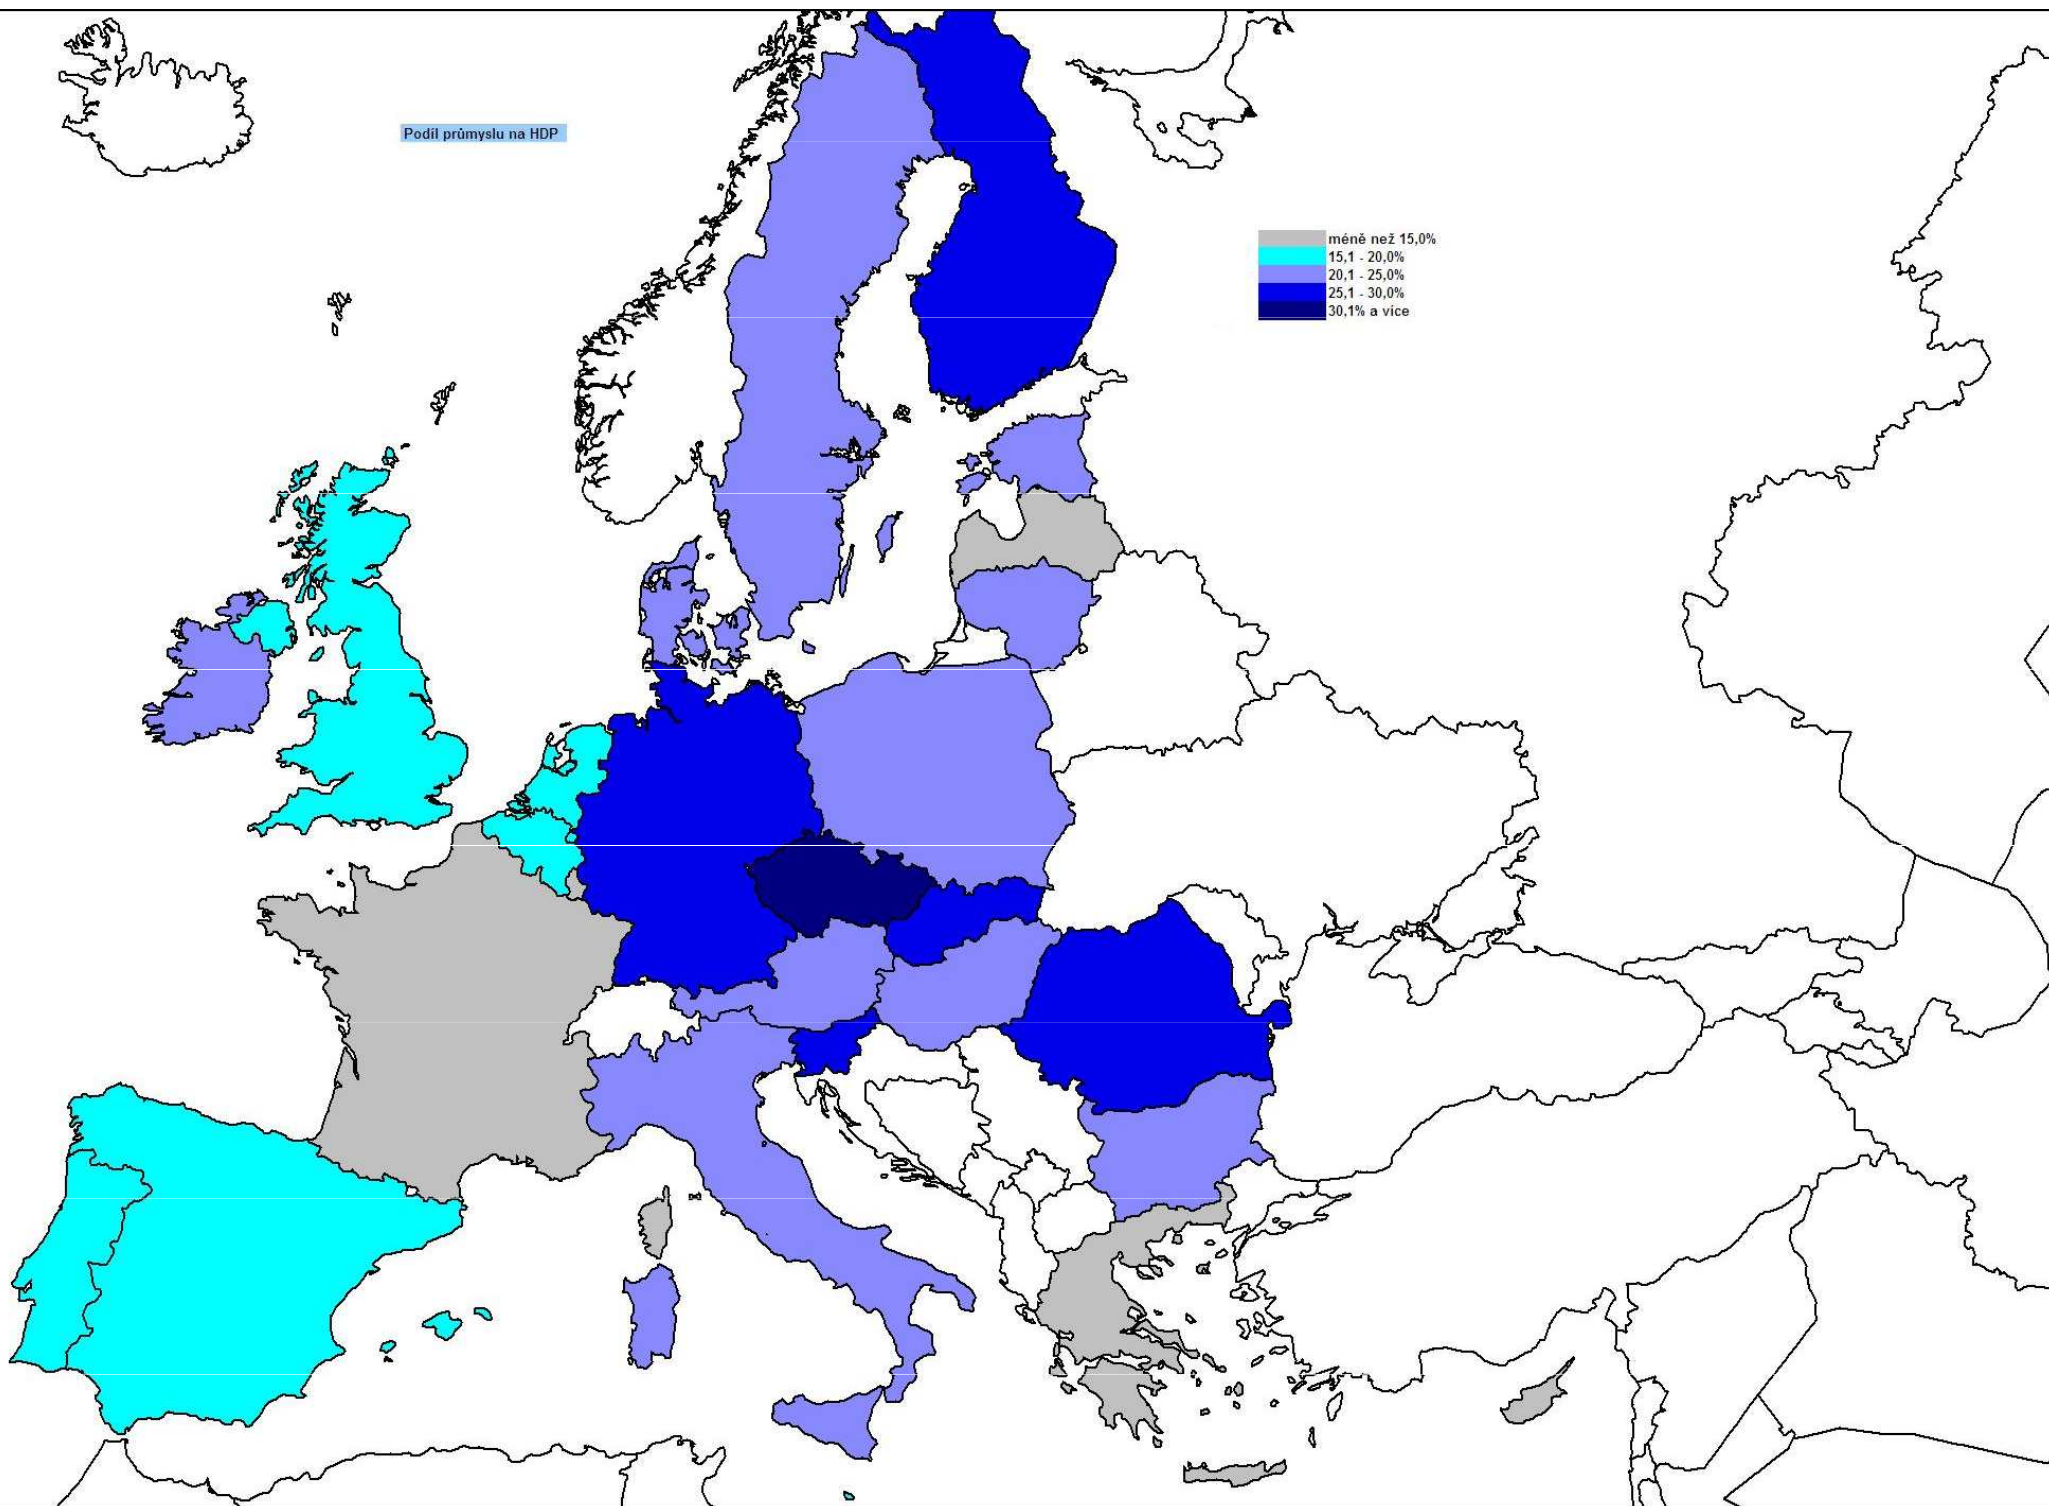 Podíl průmyslu na HDP
méně než 15,0%
15,1 - 20,0%
20,1 - 25,0%
25,1 - 30,0%
30,1% a více